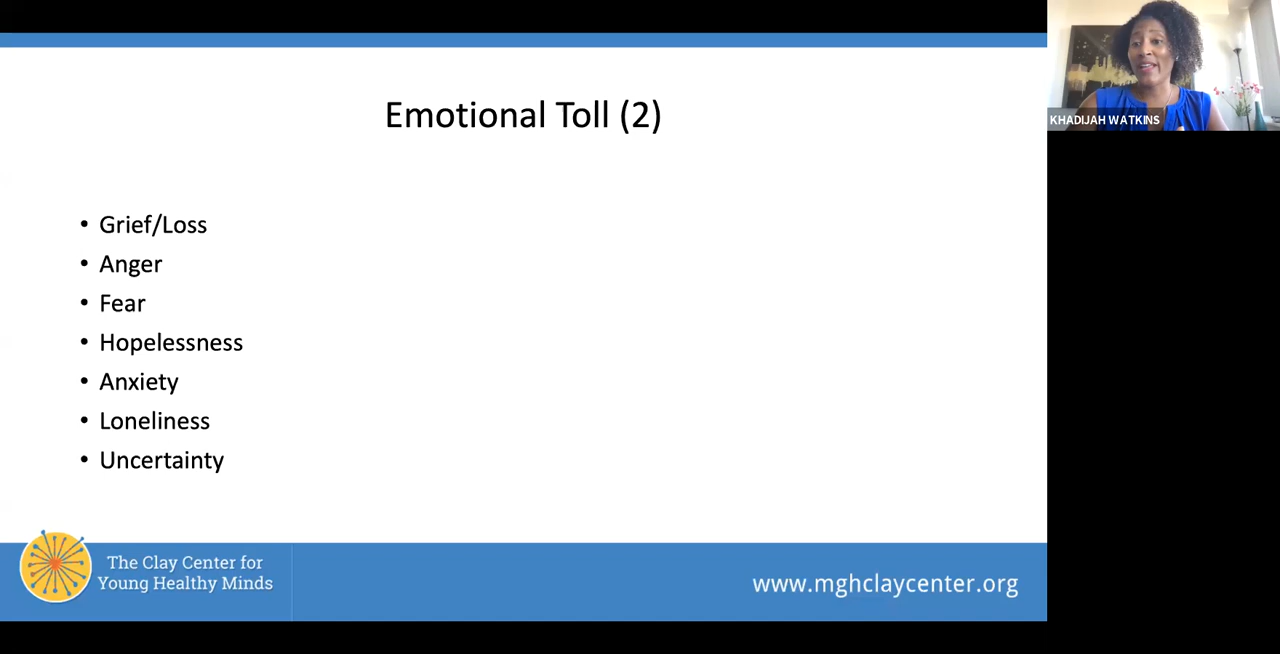 Emotional Toll (2)
• Grief/Loss
• Anger
• Fear
• Hopelessness
• Anxiety
• Loneliness
• Uncertainty
The Clay Center for
Young Healthy Minds
www.mghclaycenter.org
KHADIJAH WATKINS